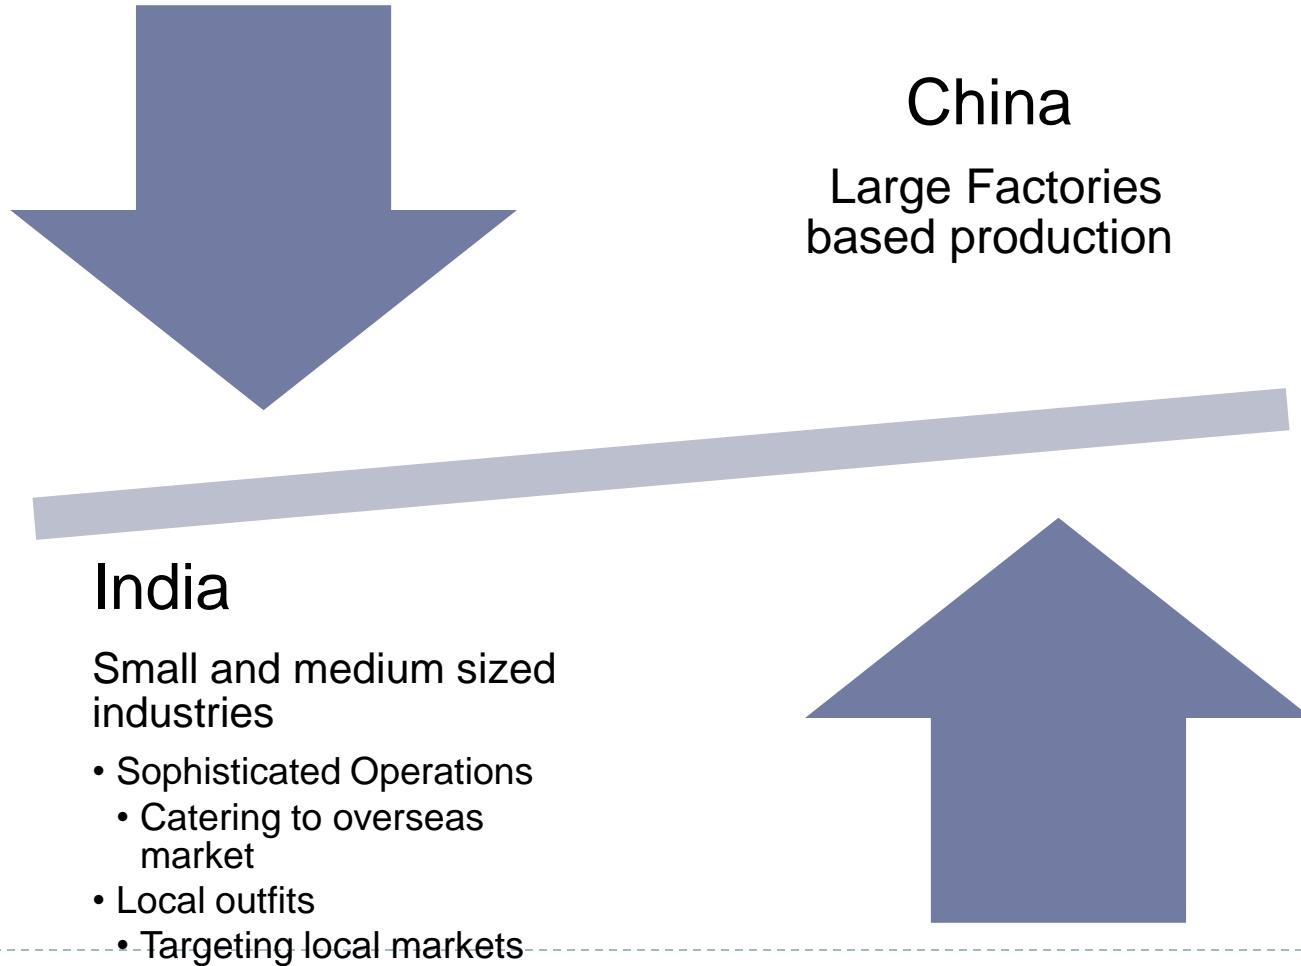 China
Large Factories
based production
India
Small and medium sized
industries
• Sophisticated Operations
• Catering to overseas
market
• Local outfits
• Targeting local markets